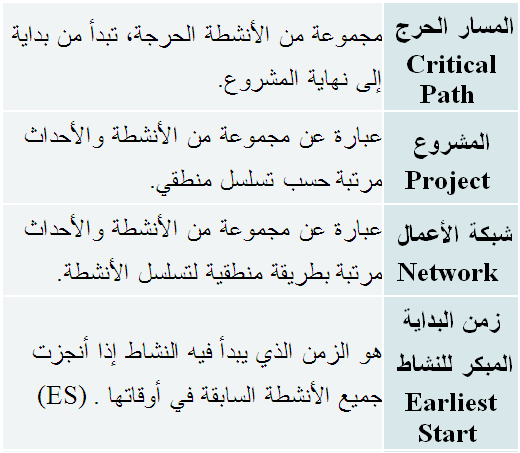 المسار الحرج
Critical
Path
مجموعة من الأنشطة الحرجة، تبدأ من بداية
إلى نهاية المشروع.
المشروع
Project
عبارة عن مجموعة من الأنشطة والأحداث
مرتبة حسب تسلسل منطقي.
شبكة الأعمال
Network
عبارة عن مجموعة من الأنشطة والأحداث
مرتبة بطريقة منطقية لتسلسل الأنشطة.
زمن البداية
المبكر للنشاط
Earliest
Start
هو الزمن الذي يبدأ فيه النشاط إذا أنجزت
جميع الأنشطة السابقة في أوقاتها . (ES)